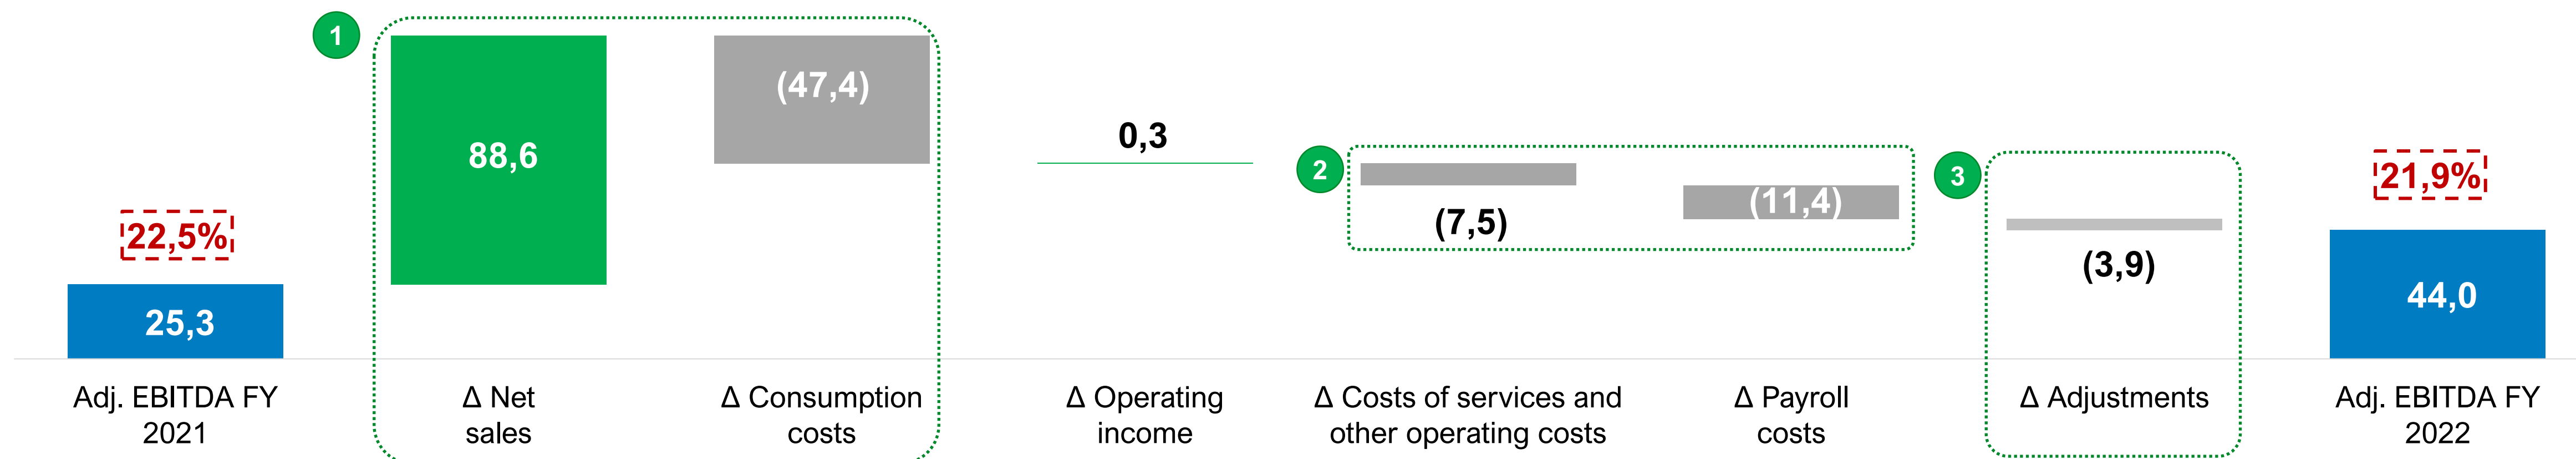 1
88,6
(47,4)
0,3
2
(7,5)
(11,4)
3
(3,9)
22,5%
25,3
21,9%
44,0
Adj. EBITDA FY
2021
Δ Net
sales
Δ Consumption
costs
Δ Operating
income
Δ Costs of services and
other operating costs
Δ Payroll
costs
Δ Adjustments
Adj. EBITDA FY
2022